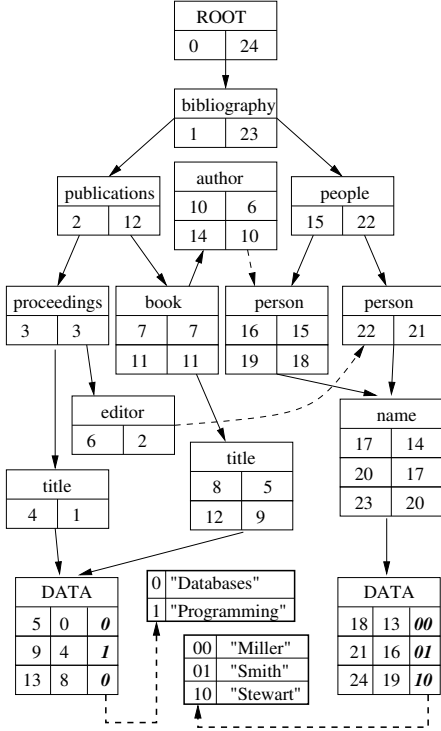 ROOT
0 24
bibliography
1 23
publications
2 12
author
10 6
14 10
people
15 22
proceedings
3 3
book
7 7
11 11
person
16 15
19 18
person
22 21
editor
6 2
name
17 14
20 17
23 20
title
4 1
title
8 5
12 9
DATA
5 0 0
9 4 1
13 8 0
0 "Databases"
1 "Programming"
00 "Miller"
01 "Smith"
10 "Stewart"
DATA
18 13 00
21 16 01
24 19 10